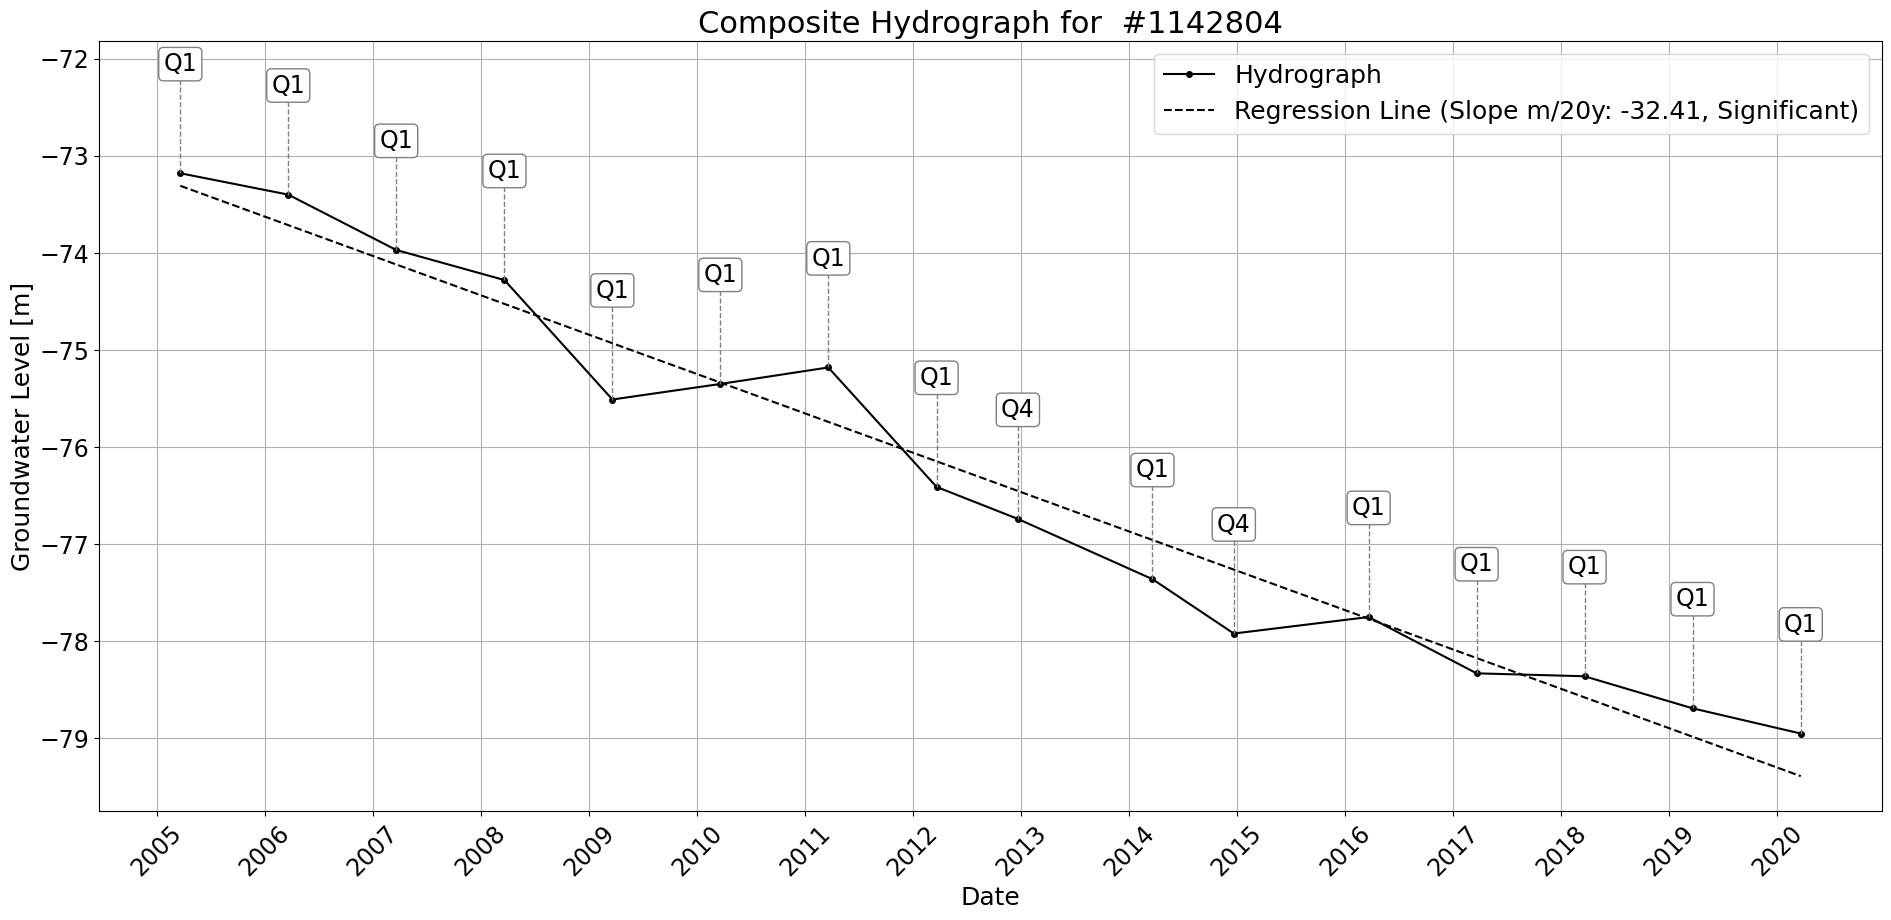 Composite Hydrograph for  #1142804
Hydrograph
Regression Line (Slope m/20y: -32.41, Significant)
Groundwater Level [m]
−72
−73
−74
−75
−76
−77
−78
−79
Q1
Q1
Q1
Q1
Q1
Q1
Q1
Q1
Q4
Q1
Q4
Q1
Q1
Q1
Q1
Q1
2005
2006
2007
2008
2009
2010
2011
2012
2013
2014
2015
2016
2017
2018
2019
2020
Date